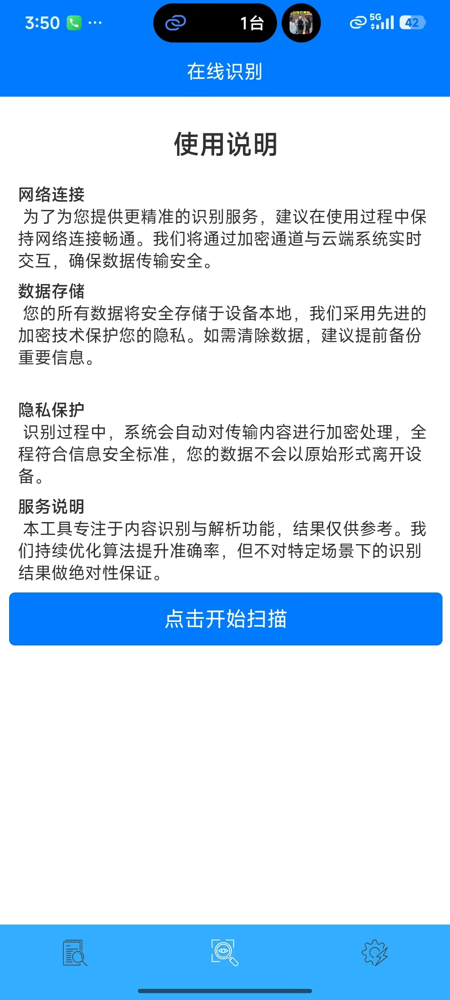 3:50
1台
5G
42
在线识别
使用说明
网络连接
为了为您提供更精准的识别服务，建议在使用过程中保
持网络连接畅通。我们将通过加密通道与云端系统实时
交互，确保数据传输安全。
数据存储
您的所有数据将安全存储于设备本地，我们采用先进的
加密技术保护您的隐私。如需清除数据，建议提前备份
重要信息。
隐私保护
识别过程中，系统会自动对传输内容进行加密处理，全
程符合信息安全标准，您的数据不会以原始形式离开设
备。
服务说明
本工具专注于内容识别与解析功能，结果仅供参考。我
们持续优化算法提升准确率，但不对特定场景下的识别
结果做绝对性保证。
点击开始扫描